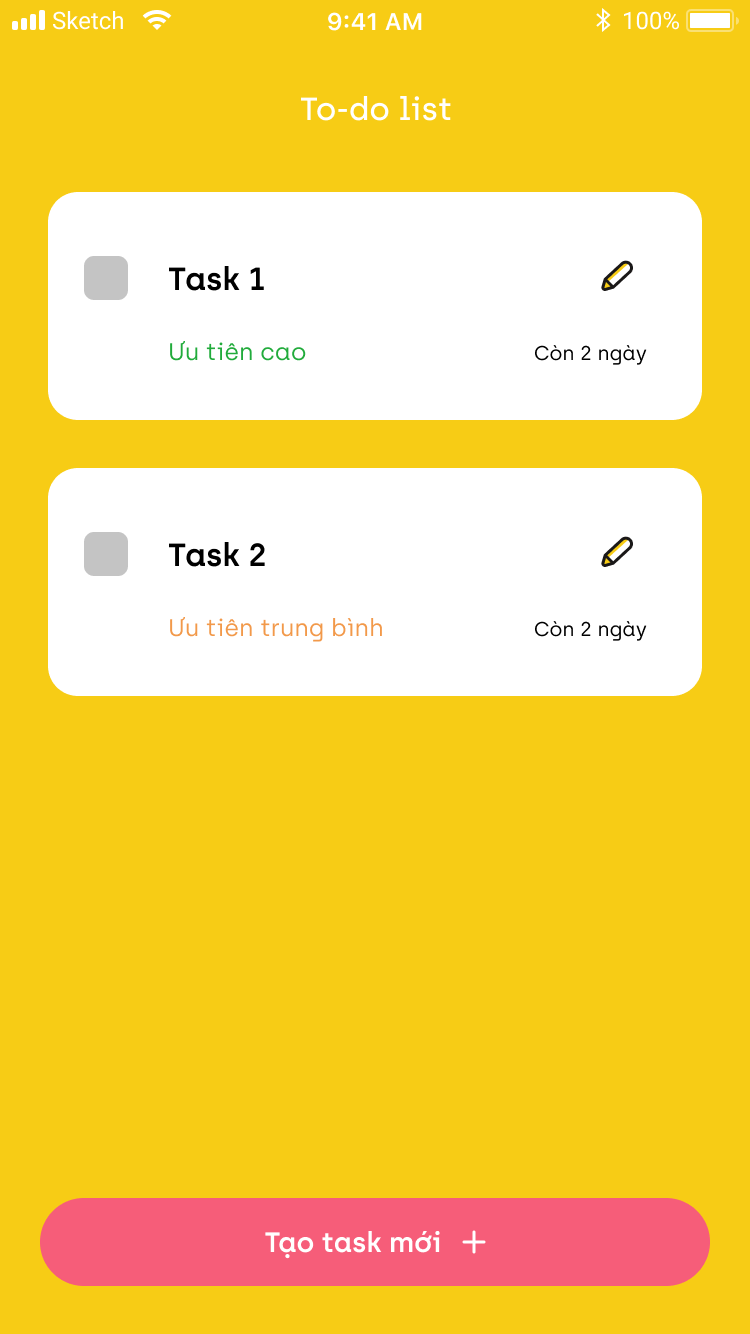 Sketch 9:41 AM 100%
To-do list
Task 1
Ưu tiên cao Còn 2 ngày
Task 2
Ưu tiên trung bình Còn 2 ngày
Tạo task mới +